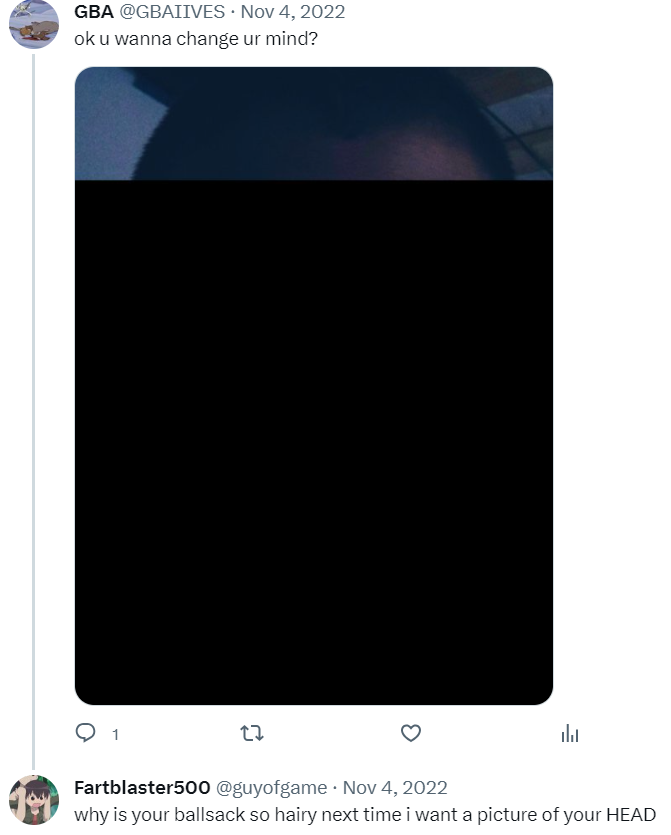 GBA @GBAIIVES · Nov 4, 2022
ok u wanna change ur mind?
1
Fartblaster500 @guyofgame · Nov 4, 2022
why is your ballsack so hairy next time i want a picture of your HEAD